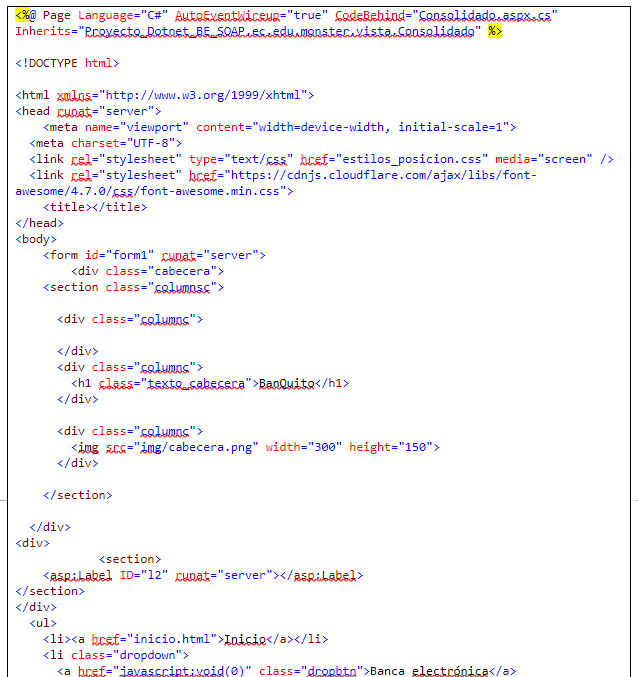 <%@ Page Language="C#" AutoEventWireup="true" CodeBehind="Consolidado.aspx.cs"
Inherits="Proyecto_Dotnet_BE_SOAP.ec.edu.monster.vista.Consolidado" %>
<!DOCTYPE html>
<html xmlns="http://www.w3.org/1999/xhtml">
<head runat="server">
    <meta name="viewport" content="width=device-width, initial-scale=1">
  <meta charset="UTF-8">
  <link rel="stylesheet" type="text/css" href="estilos_posicion.css" media="screen" />
  <link rel="stylesheet" href="https://cdnjs.cloudflare.com/ajax/libs/font-
awesome/4.7.0/css/font-awesome.min.css">
    <title></title>
</head>
<body>
    <form id="form1" runat="server">
        <div class="cabecera">
    <section class="columnsc">
      <div class="columnc">
      </div>
      <div class="columnc">
        <h1 class="texto_cabecera">BanQuito</h1>
      </div>
      <div class="columnc">
        <img src="img/cabecera.png" width="300" height="150">
      </div>
    </section>
  </div>
<div>
            <section>
    <asp:Label ID="l2" runat="server"></asp:Label>
</section>
</div>
  <ul>
    <li><a href="inicio.html">Inicio</a></li>
    <li class="dropdown">
      <a href="javascript:void(0)" class="dropbtn">Banca electrónica</a>